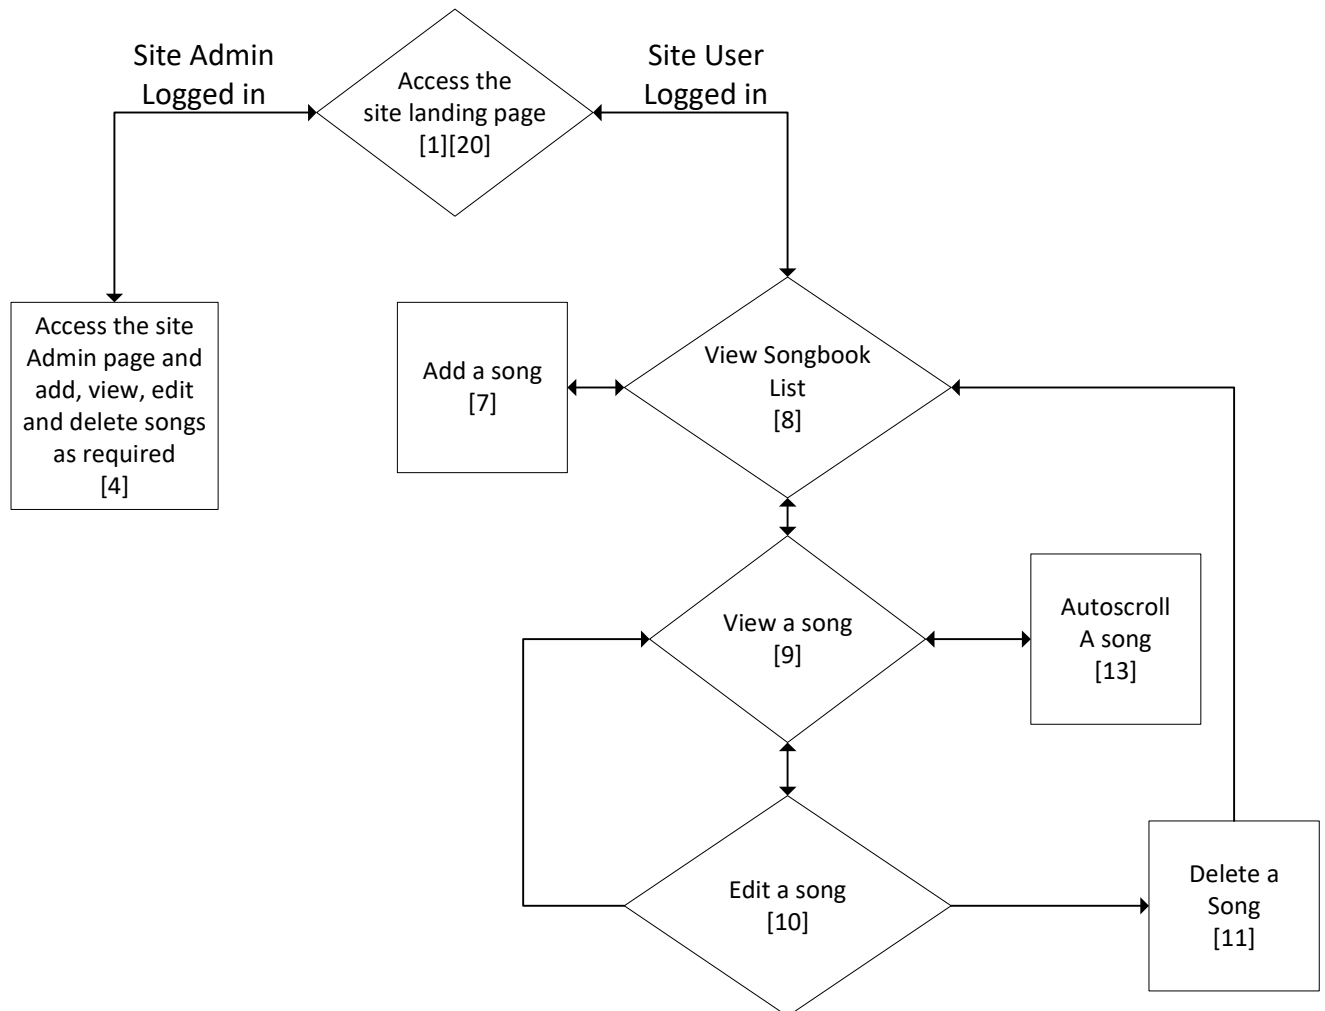 Site Admin
Logged in
Access the
site landing page
[1][20]
Site User
Logged in
Access the site
Admin page and
add, view, edit
and delete songs
as required
[4]
Add a song
[7]
View Songbook
List
[8]
View a song
[9]
Autoscroll
A song
[13]
Edit a song
[10]
Delete a
Song
[11]